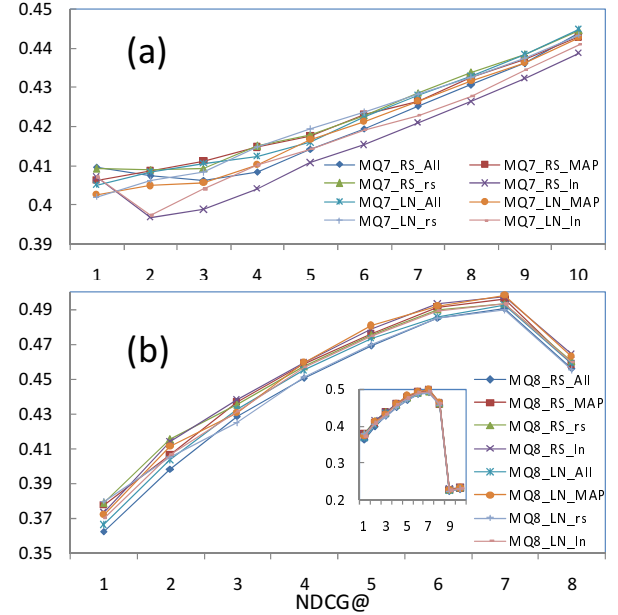 0.45
(a)
0.44
0.43
0.42
0.41
0.4
0.39
MQ7_RS_All MQ7_RS_MAP
MQ7_RS_rs MQ7_RS_ln
MQ7_LN_All MQ7_LN_MAP
MQ7_LN_rs MQ7_LN_ln
1 2 3 4 5 6 7 8 9 10
0.49
(b)
0.47
0.45
0.43
0.41
0.39
0.37
0.35
MQ8_RS_All
MQ8_RS_MAP
MQ8_RS_rs
MQ8_RS_ln
MQ8_LN_All
MQ8_LN_MAP
MQ8_LN_rs
MQ8_LN_ln
0.5
0.4
0.3
0.2
1 3 5 7 9
1 2 3 4 5 6 7 8
NDCG@